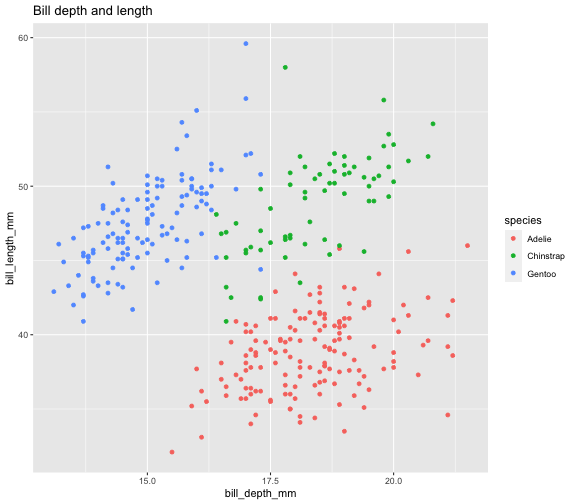 Bill depth and length
60
50
40
bill_length_mm
15.0
17.5
20.0
bill_depth_mm
species
Adelie
Chinstrap
Gentoo